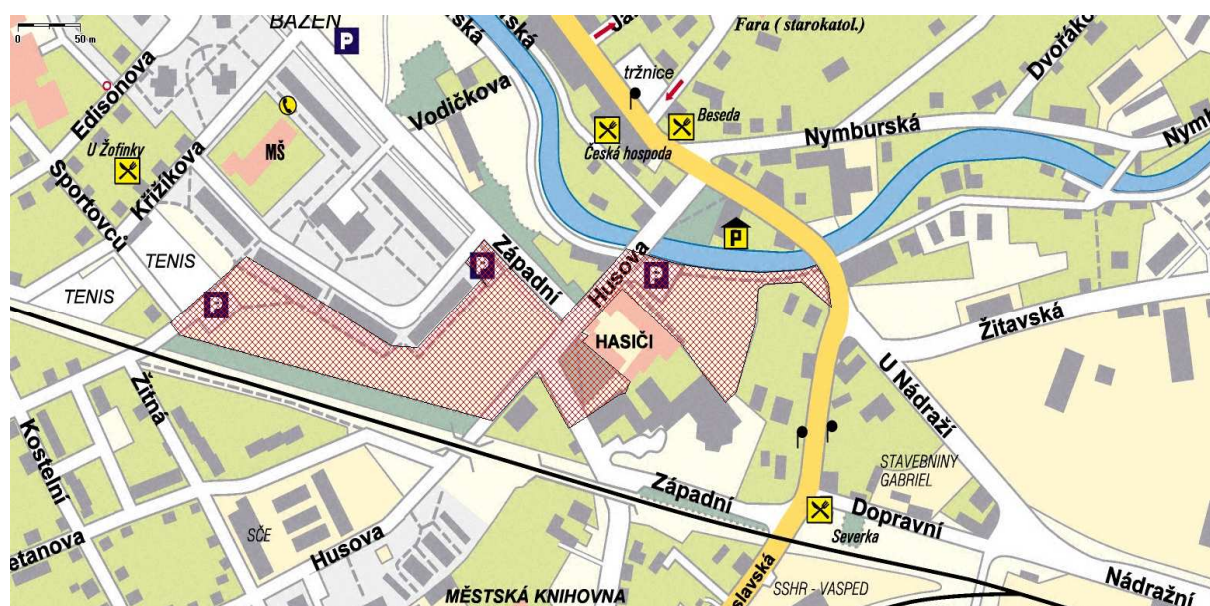 0
50 m
BAZÉN
Fara ( starokatol.)
Dvořáko
tržnice
Edisonova
Vodičkova
Beseda
Nymburská
MŠ
Česká hospoda
U Žofinky
Křižíkova
Sportovců
Husova
Západní
TENIS
TENIS
P
P
P
P
P
HASIČI
Žitavská
U Nádraží
Žitná
Kostelní
STAVEBNINY
GABRIEL
Západní
Dopravní
Severka
SČE
Husova
etanova
slavská
MĚSTSKÁ KNIHOVNA
SSHR - VASPED
Nádražní